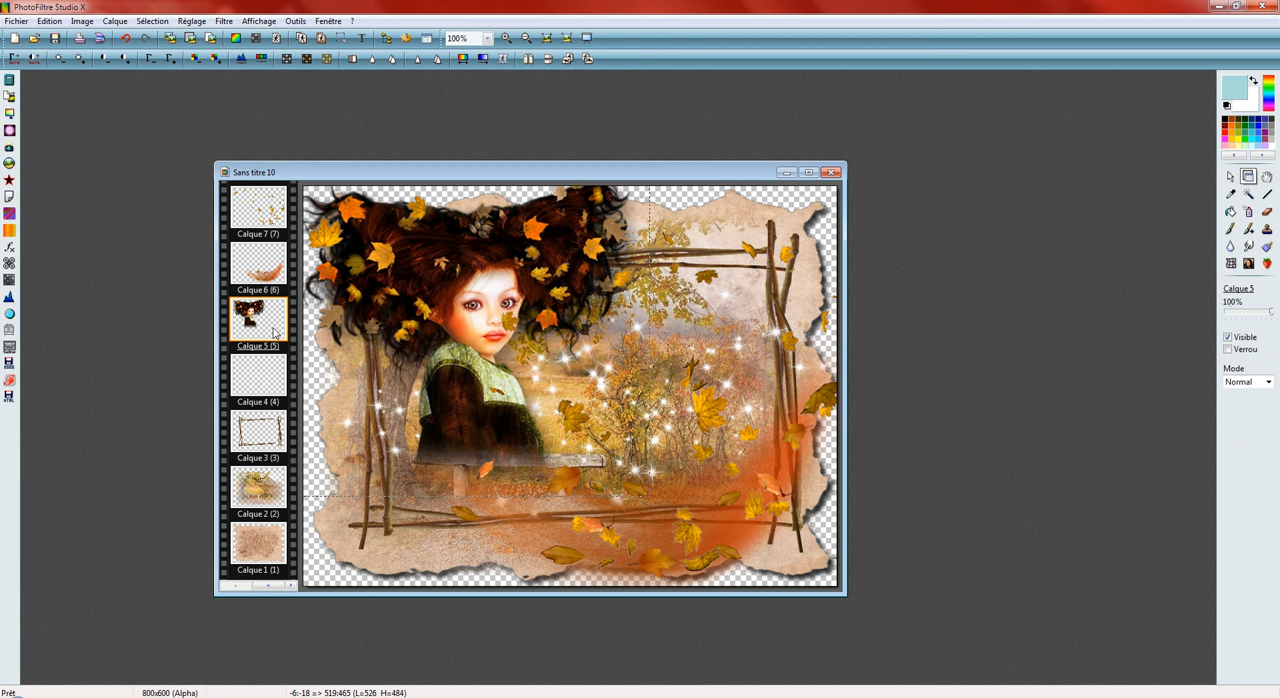 PhotoFiltre Studio X
Fichier Edition Image Calque Sélection Réglage Filtre Affichage Outils Fenêtre ?
100%
Sans titre 10
Calque 7 (7)
Calque 6 (6)
Calque 5 (5)
Calque 4 (4)
Calque 3 (3)
Calque 2 (2)
Calque 1 (1)
Calque 5
100%
Visible
Verrou
Mode
Normal
Prêt 800x600 (Alpha) -6:-18 => 519:465 (L=526 H=484)